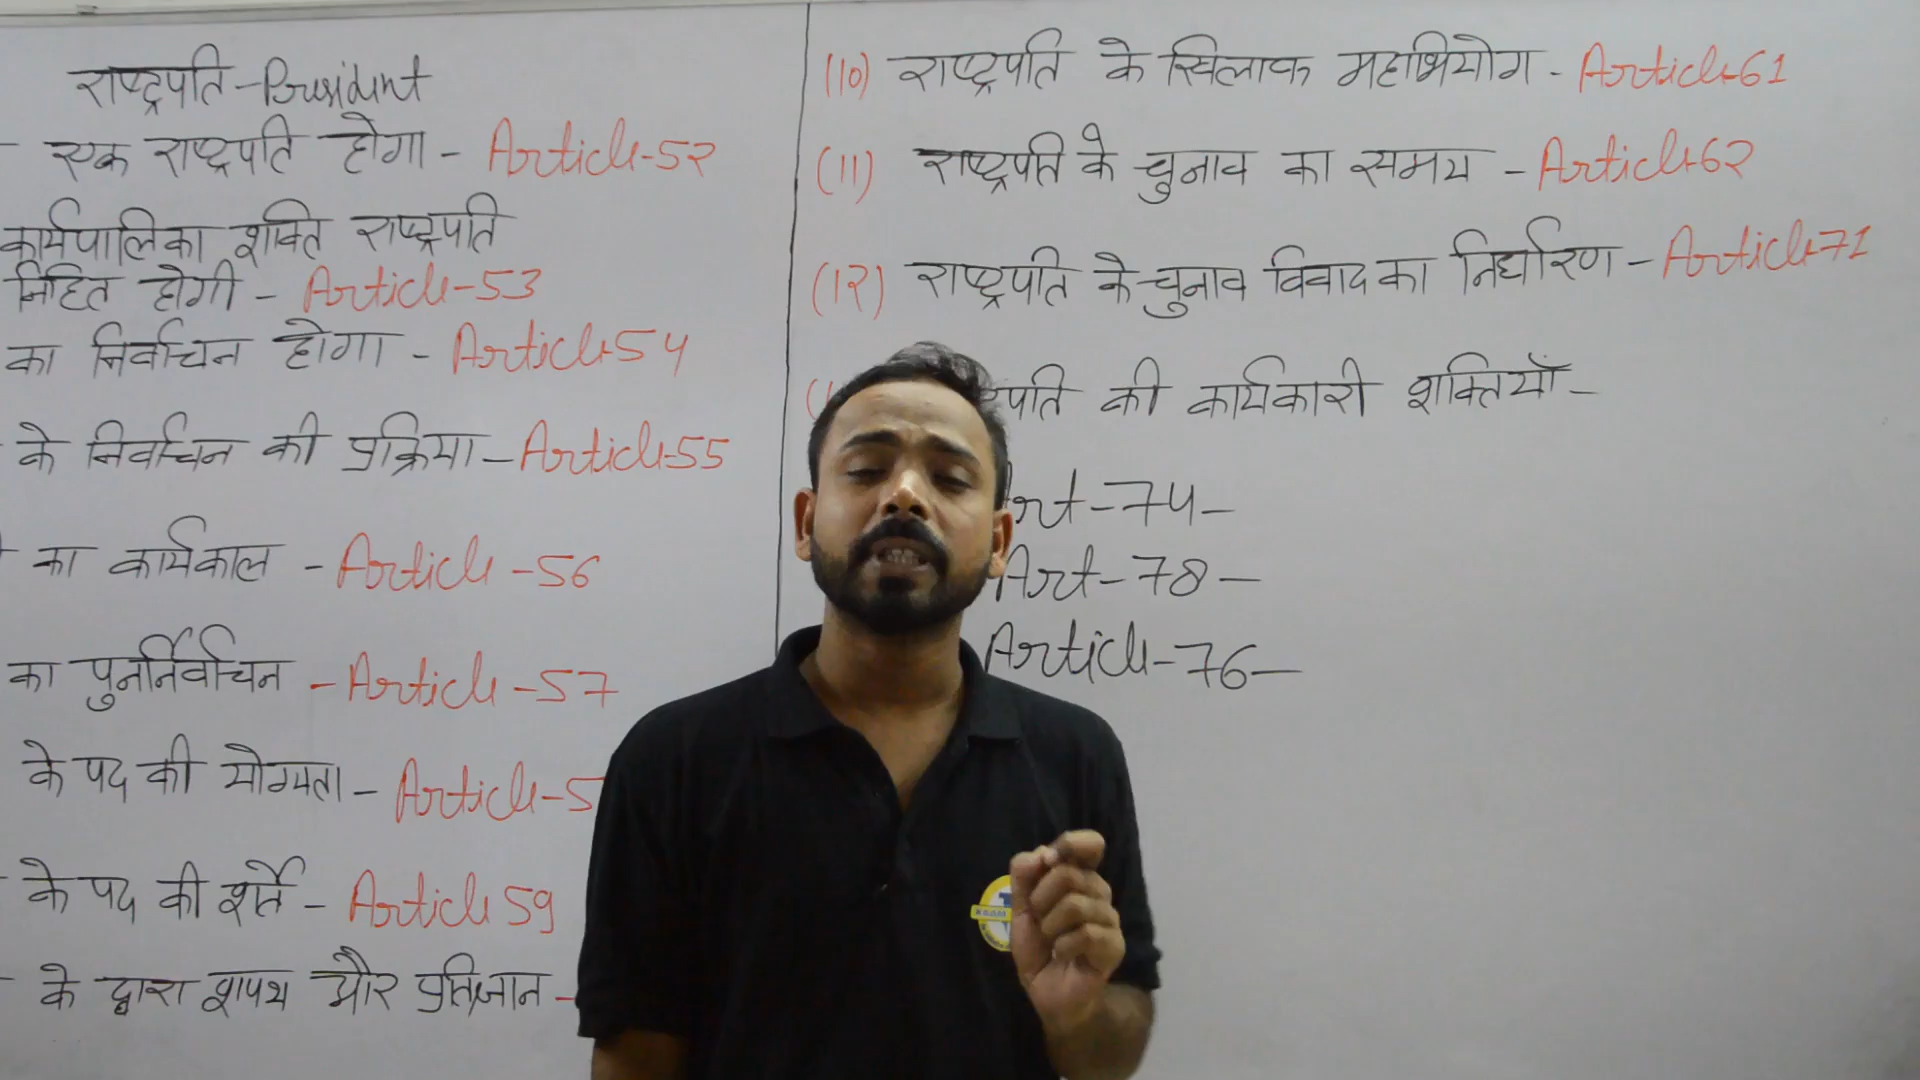 राष्ट्रपति - President
एक राष्ट्रपति होगा - Article-52
कार्यपालिका शक्ति राष्ट्रपति
निहित होगी - Article-53
का निर्वाचन होगा - Article 54
के निर्वाचन की प्रक्रिया - Article-55
का कार्यकाल - Article -56
का पुनर्निर्वाचन - Article -57
के पद की योग्यता - Article-5
के पद की शर्ते - Article 59
के द्वारा शपथ और प्रतिज्ञान -
(10) राष्ट्रपति के खिलाफ महाभियोग - Article-61
(11) राष्ट्रपति के चुनाव का समय - Article-62
(12) राष्ट्रपति के चुनाव विवाद का निर्धारण - Article-71
पति की कार्यकारी शक्तियाँ -
Art-74-
Art-78-
Article-76-